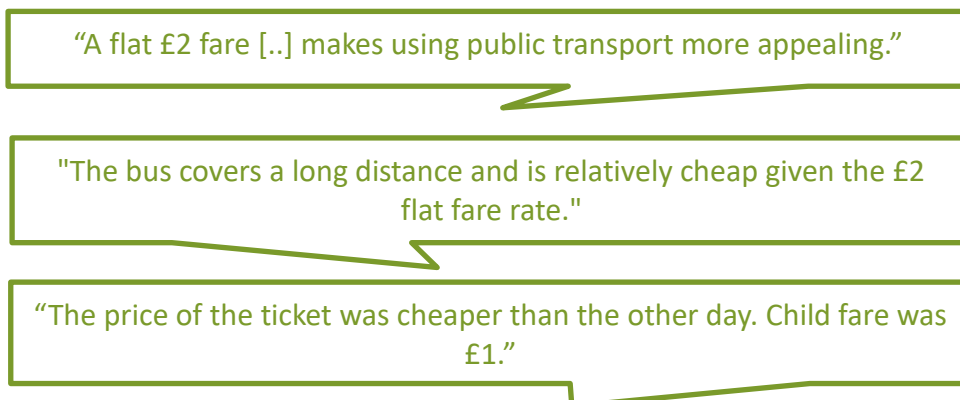 “A flat £2 fare [..] makes using public transport more appealing.”
"The bus covers a long distance and is relatively cheap given the £2
flat fare rate."
“The price of the ticket was cheaper than the other day. Child fare was
£1.”